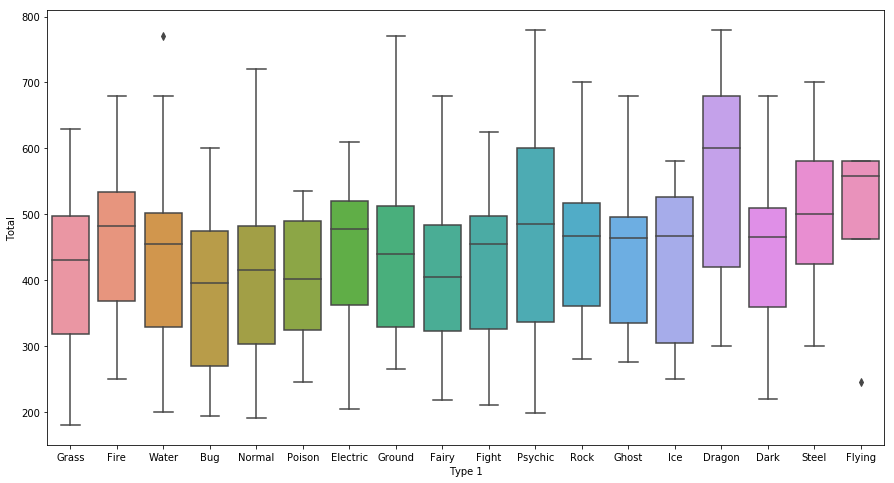 800
700
600
500
400
300
200
Total
Grass Fire Water Bug Normal Poison Electric Ground Fairy Fight Psychic Rock Ghost Ice Dragon Dark Steel Flying
Type 1